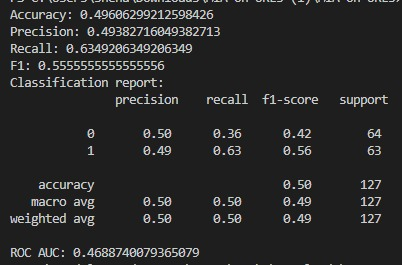 Accuracy: 0.49606299212598426
Precision: 0.49382716049382713
Recall: 0.6349206349206349
F1: 0.5555555555555556
Classification report:
precision recall f1-score support
0 0.50 0.36 0.42 64
1 0.49 0.63 0.56 63
accuracy 0.50 127
macro avg 0.50 0.50 0.49 127
weighted avg 0.50 0.50 0.49 127
ROC AUC: 0.4688740079365079